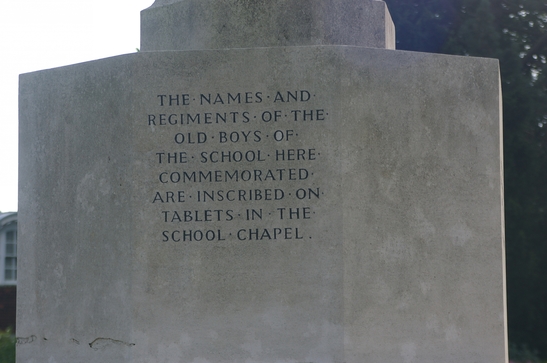 THE·NAMES·AND·
REGIMENTS·OF·THE·
OLD·BOYS·OF·
THE·SCHOOL·HERE·
COMMEMORATED·
ARE·INSCRIBED·ON·
TABLETS·IN·THE·
SCHOOL·CHAPEL.